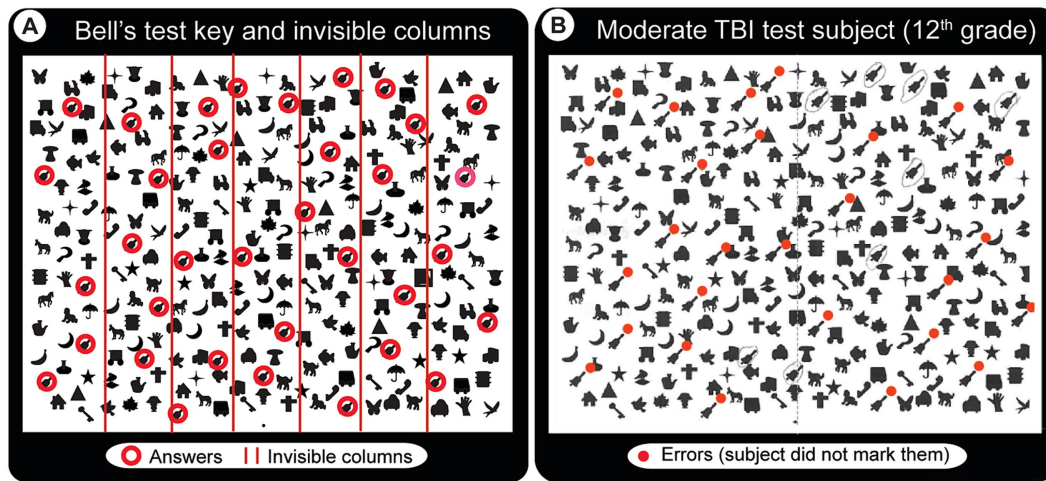 A Bell's test key and invisible columns
Answers || Invisible columns
B Moderate TBI test subject (12th grade)
Errors (subject did not mark them)